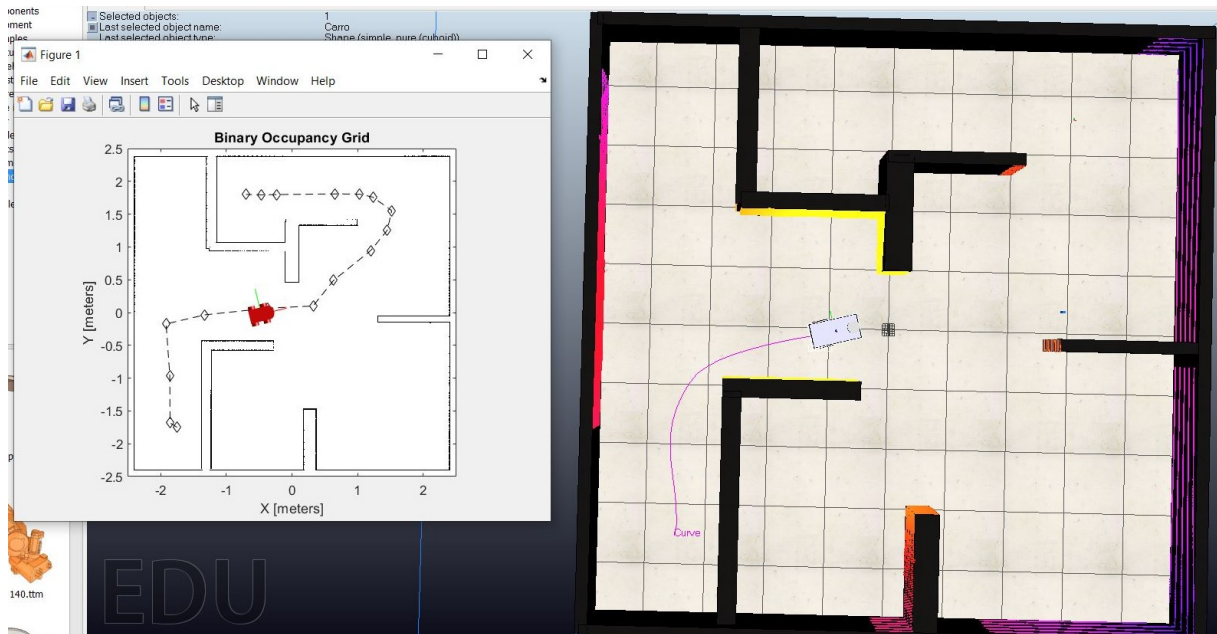 Selected objects: 1
Last selected object name: Carro
Last selected object type: Shape (simple, pure (cuboid))
Figure 1
File Edit View Insert Tools Desktop Window Help
Binary Occupancy Grid
2.5
2
1.5
1
0.5
0
-0.5
-1
-1.5
-2
-2.5
Y [meters]
-2 -1 0 1 2
X [meters]
Curve
EDU
140.ttm